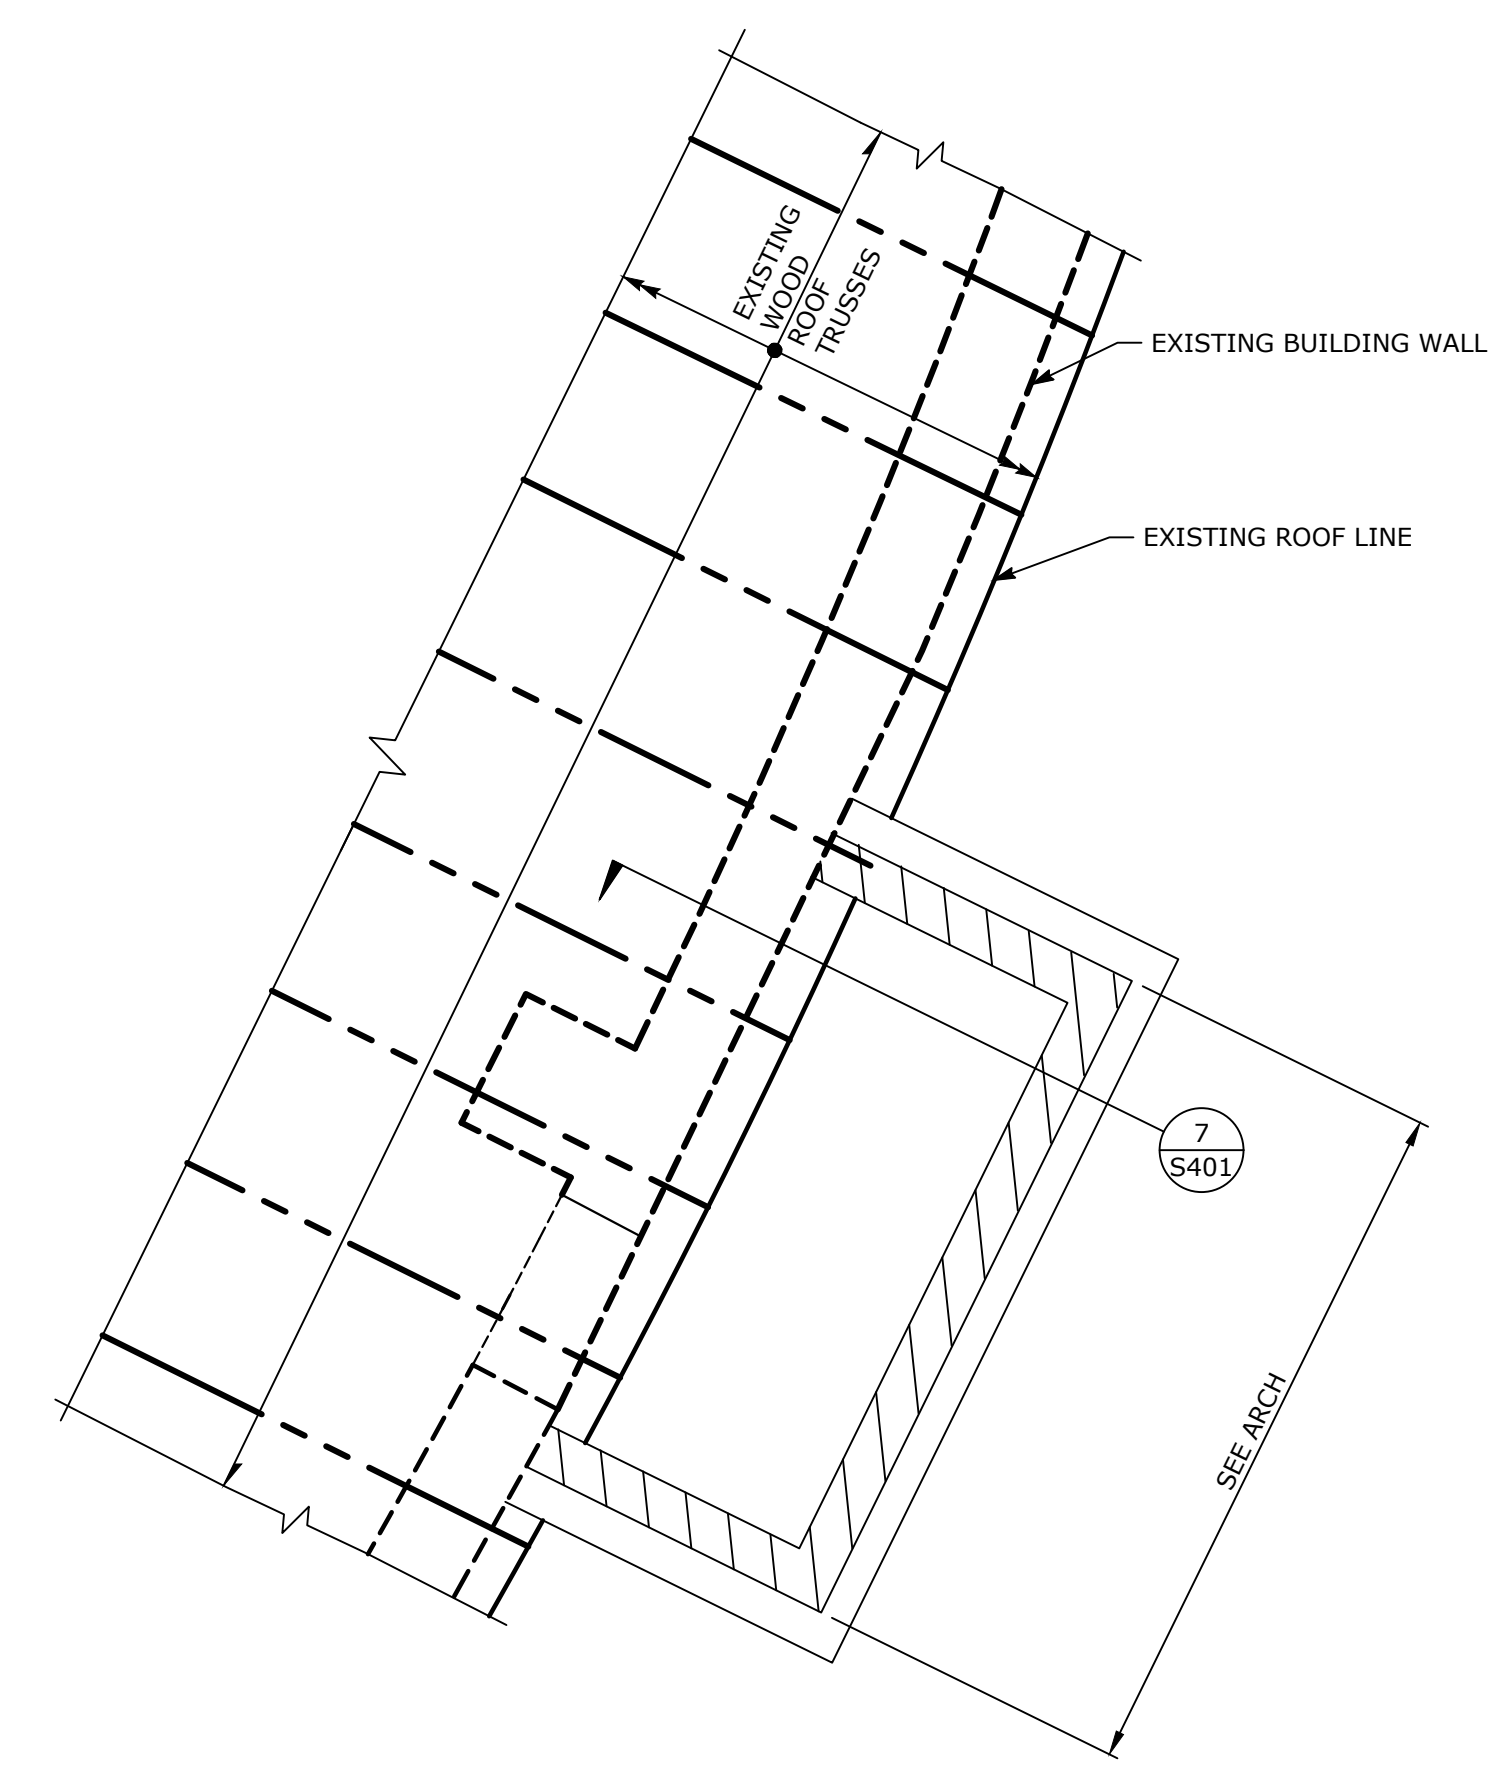 EXISTING
WOOD
ROOF
TRUSSES
EXISTING BUILDING WALL
EXISTING ROOF LINE
7
S401
SEE ARCH